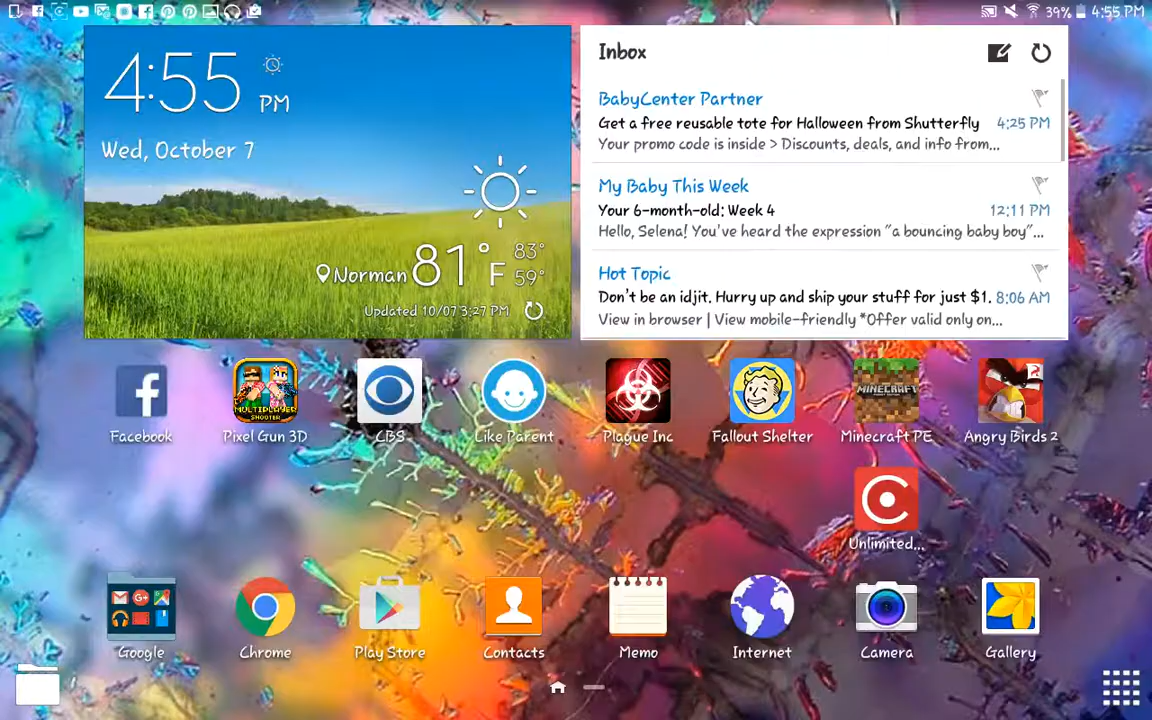 39% 4:55 PM
4:55 PM
Wed, October 7
Norman 81° F 83° 59°
Updated 10/07 3:27 PM
Inbox
BabyCenter Partner
Get a free reusable tote for Halloween from Shutterfly 4:25 PM
Your promo code is inside > Discounts, deals, and info from...
My Baby This Week
Your 6-month-old: Week 4 12:11 PM
Hello, Selena! You've heard the expression "a bouncing baby boy"...
Hot Topic
Don't be an idjit. Hurry up and ship your stuff for just $1. 8:06 AM
View in browser | View mobile-friendly *Offer valid only on...
MULTIPLAYER
SHOOTER
MINECRAFT
2
Facebook Pixel Gun 3D CBS Like Parent Plague Inc Fallout Shelter Minecraft PE Angry Birds 2
Unlimited...
Google Chrome Play Store Contacts Memo Internet Camera Gallery